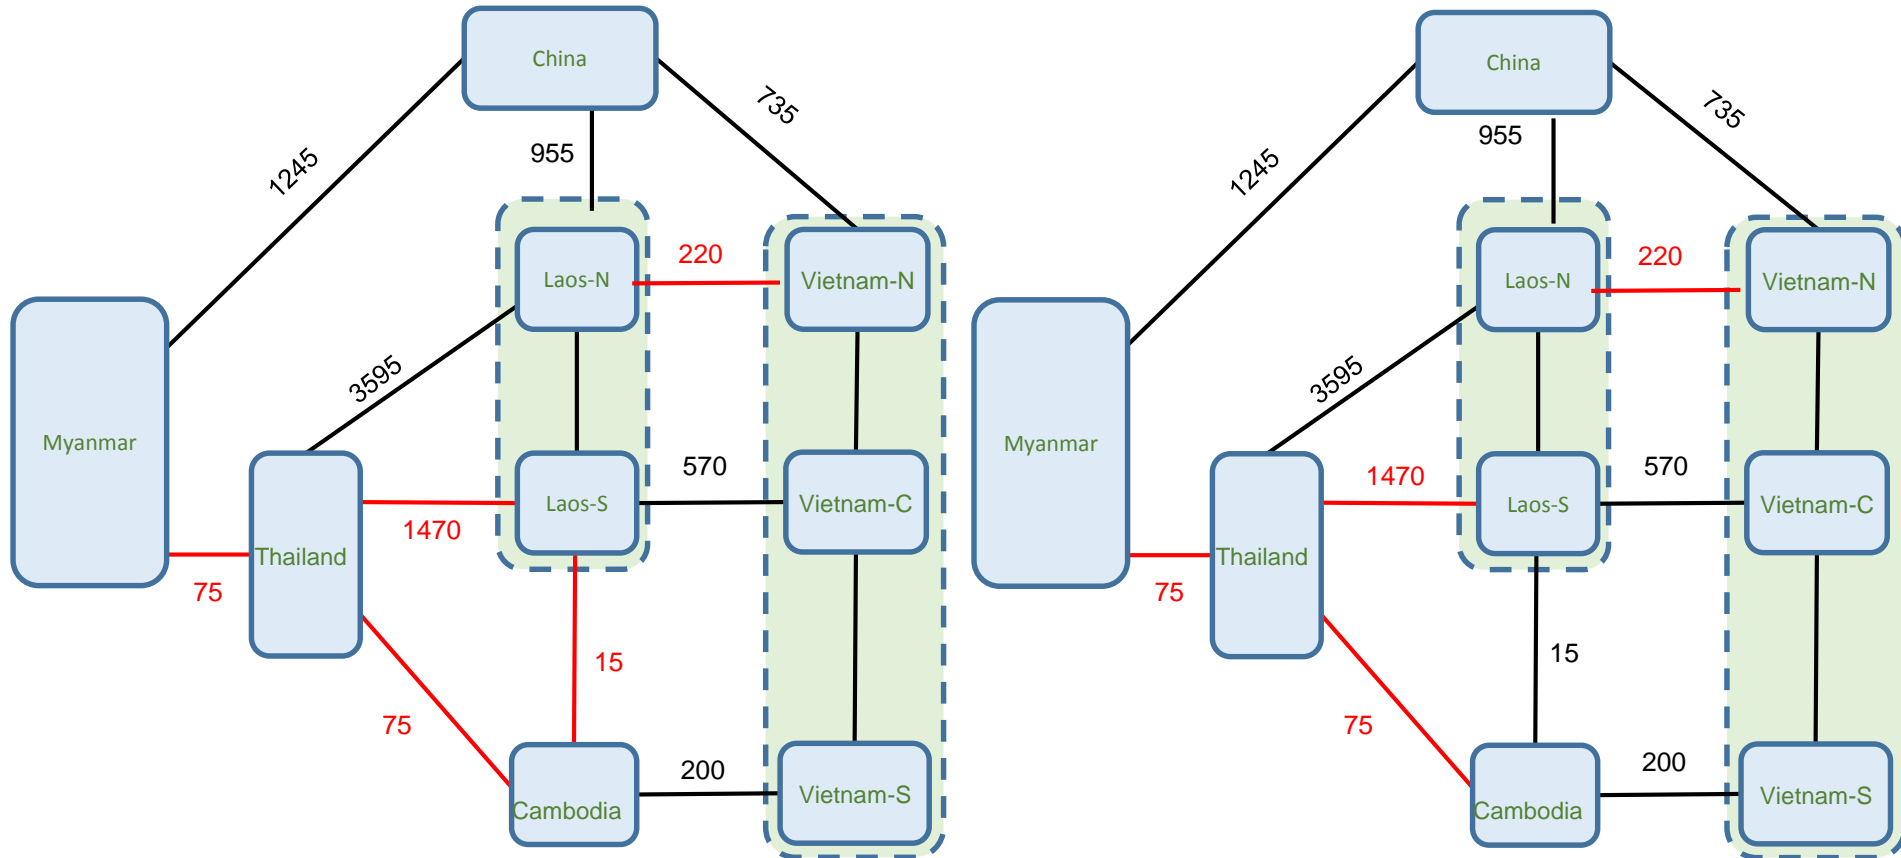 China
735
955
1245
Laos-N
220
Vietnam-N
3595
Myanmar
570
Laos-S
Vietnam-C
1470
Thailand
75
15
75
200
Vietnam-S
Cambodia
China
735
955
1245
Laos-N
220
Vietnam-N
3595
Myanmar
1470
570
Laos-S
Vietnam-C
Thailand
75
15
75
200
Vietnam-S
Cambodia